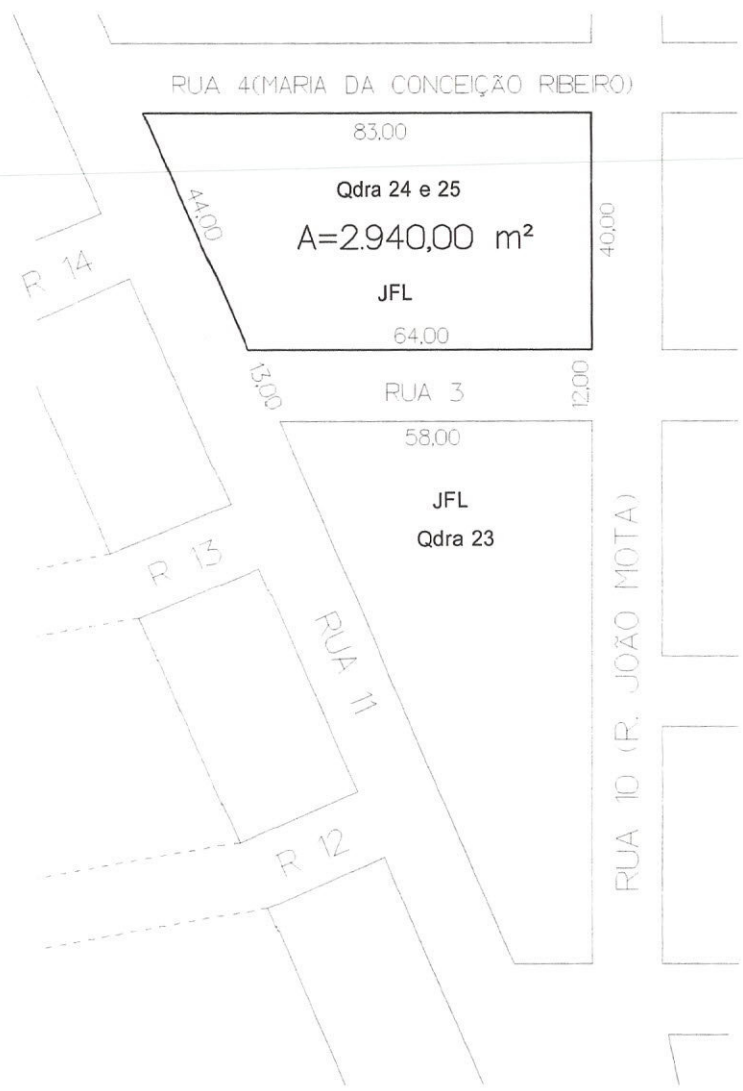 RUA 4(MARIA DA CONCEIÇÃO RIBEIRO)
83,00
44,00
Qdra 24 e 25
A=2.940,00 m²
40,00
JFL
64,00
R 14
13,00
RUA 3
12,00
58,00
JFL
Qdra 23
R 13
RUA 11
RUA 10 (R. JOÃO MOTA)
R 12